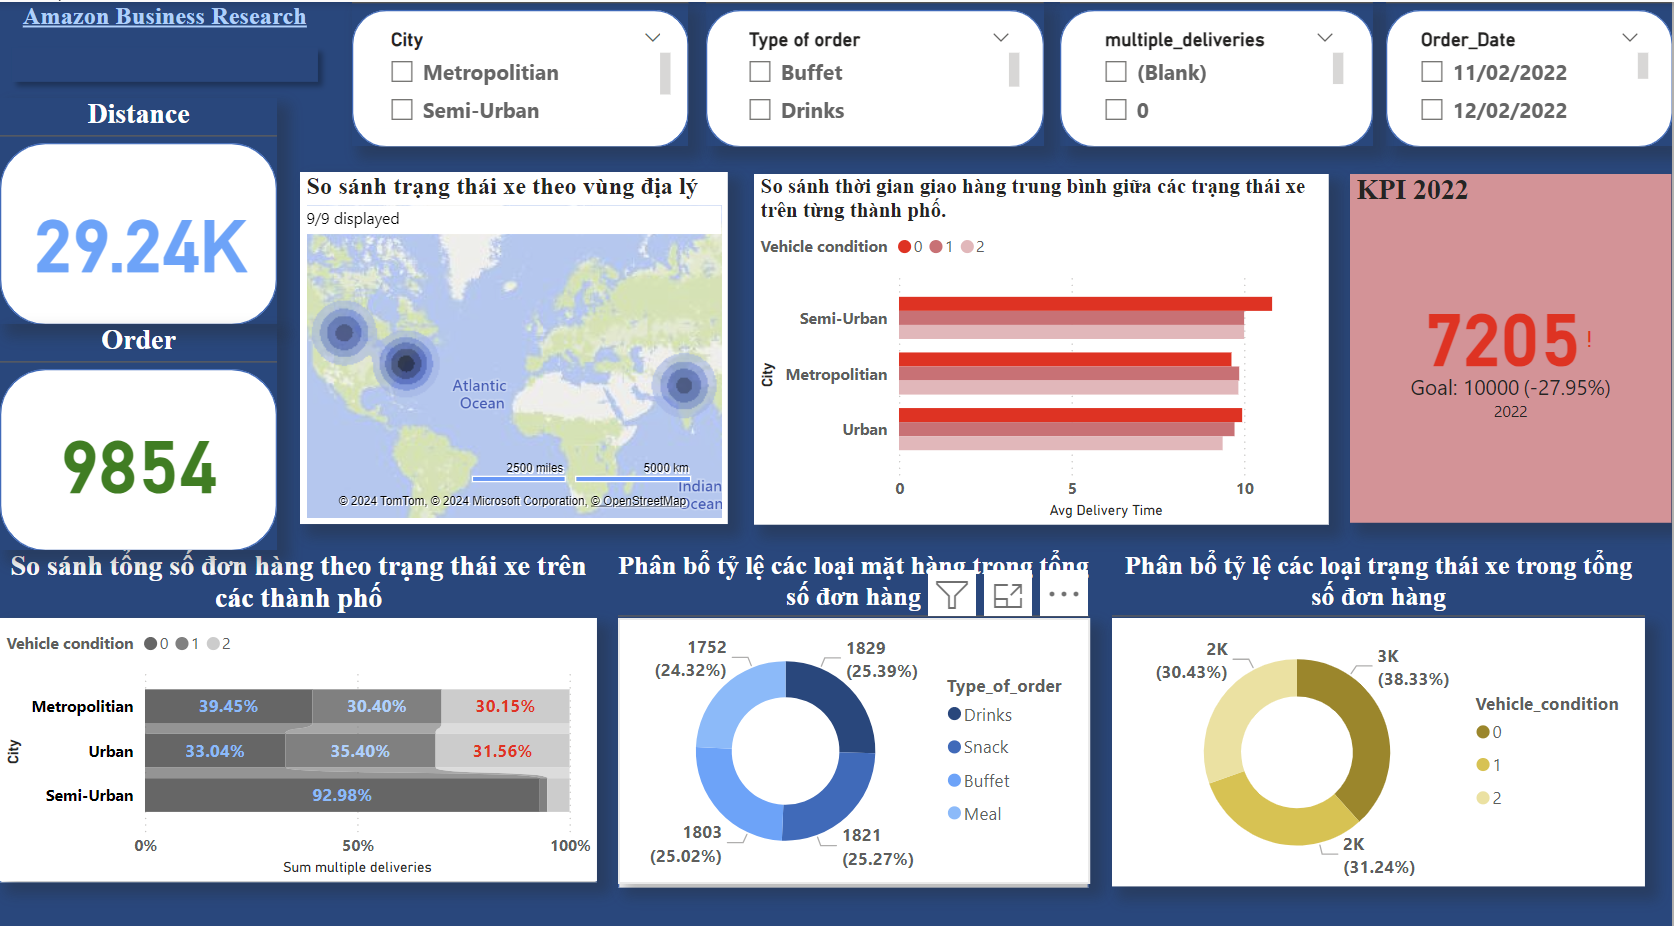 Amazon Business Research
City
Metropolitian
Semi-Urban
Type of order
Buffet
Drinks
multiple_deliveries
(Blank)
0
Order_Date
11/02/2022
12/02/2022
Distance
29.24K
Order
9854
So sánh trạng thái xe theo vùng địa lý
9/9 displayed
Atlantic
Ocean
2500 miles
5000 km
Indian
Ocean
© 2024 TomTom, © 2024 Microsoft Corporation, © OpenStreetMap
So sánh thời gian giao hàng trung bình giữa các trạng thái xe
trên từng thành phố.
Vehicle condition 0 1 2
City
Semi-Urban
Metropolitian
Urban
0 5 10
Avg Delivery Time
KPI 2022
7205 !
Goal: 10000 (-27.95%)
2022
So sánh tổng số đơn hàng theo trạng thái xe trên
các thành phố
Vehicle condition 0 1 2
City
Metropolitian 39.45% 30.40% 30.15%
Urban 33.04% 35.40% 31.56%
Semi-Urban 92.98%
0% 50% 100%
Sum multiple deliveries
Phân bổ tỷ lệ các loại mặt hàng trong tổng
số đơn hàng
1752
(24.32%)
1829
(25.39%)
1803
(25.02%)
1821
(25.27%)
Type_of_order
Drinks
Snack
Buffet
Meal
Phân bổ tỷ lệ các loại trạng thái xe trong tổng
số đơn hàng
2K
(30.43%)
3K
(38.33%)
2K
(31.24%)
Vehicle_condition
0
1
2